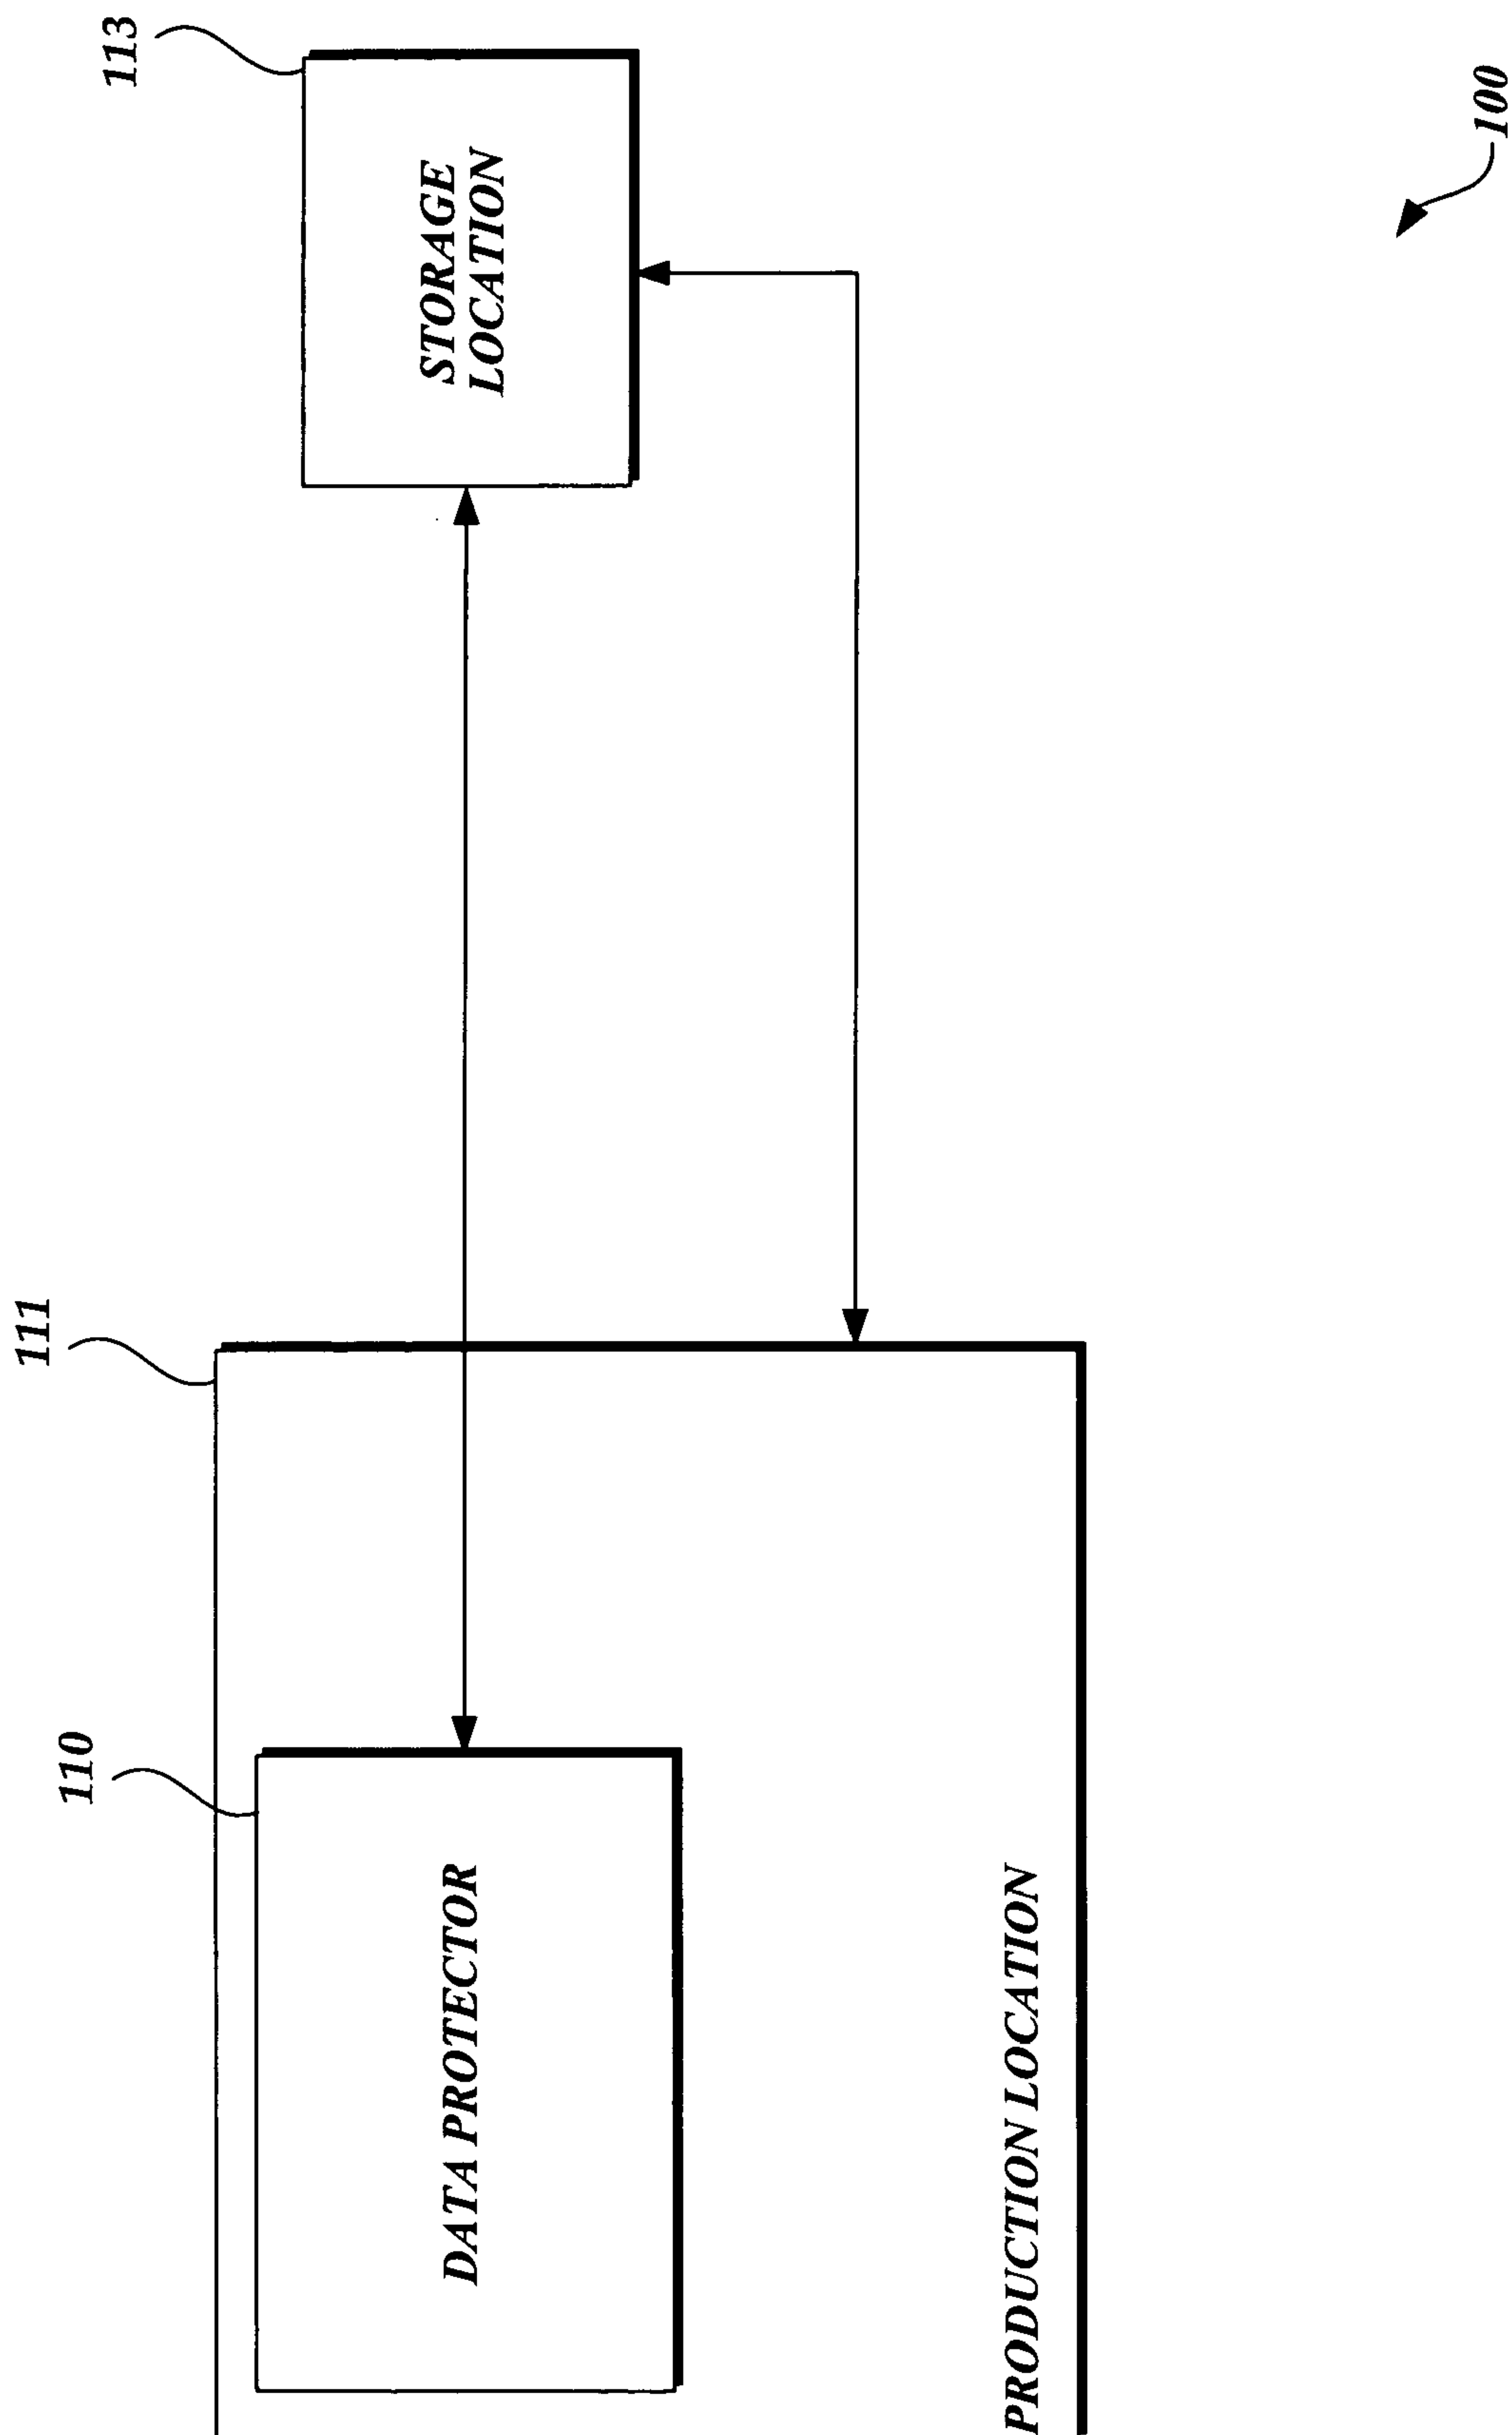 110
111
113
DATA PROTECTOR
STORAGE
LOCATION
PRODUCTION LOCATION
100